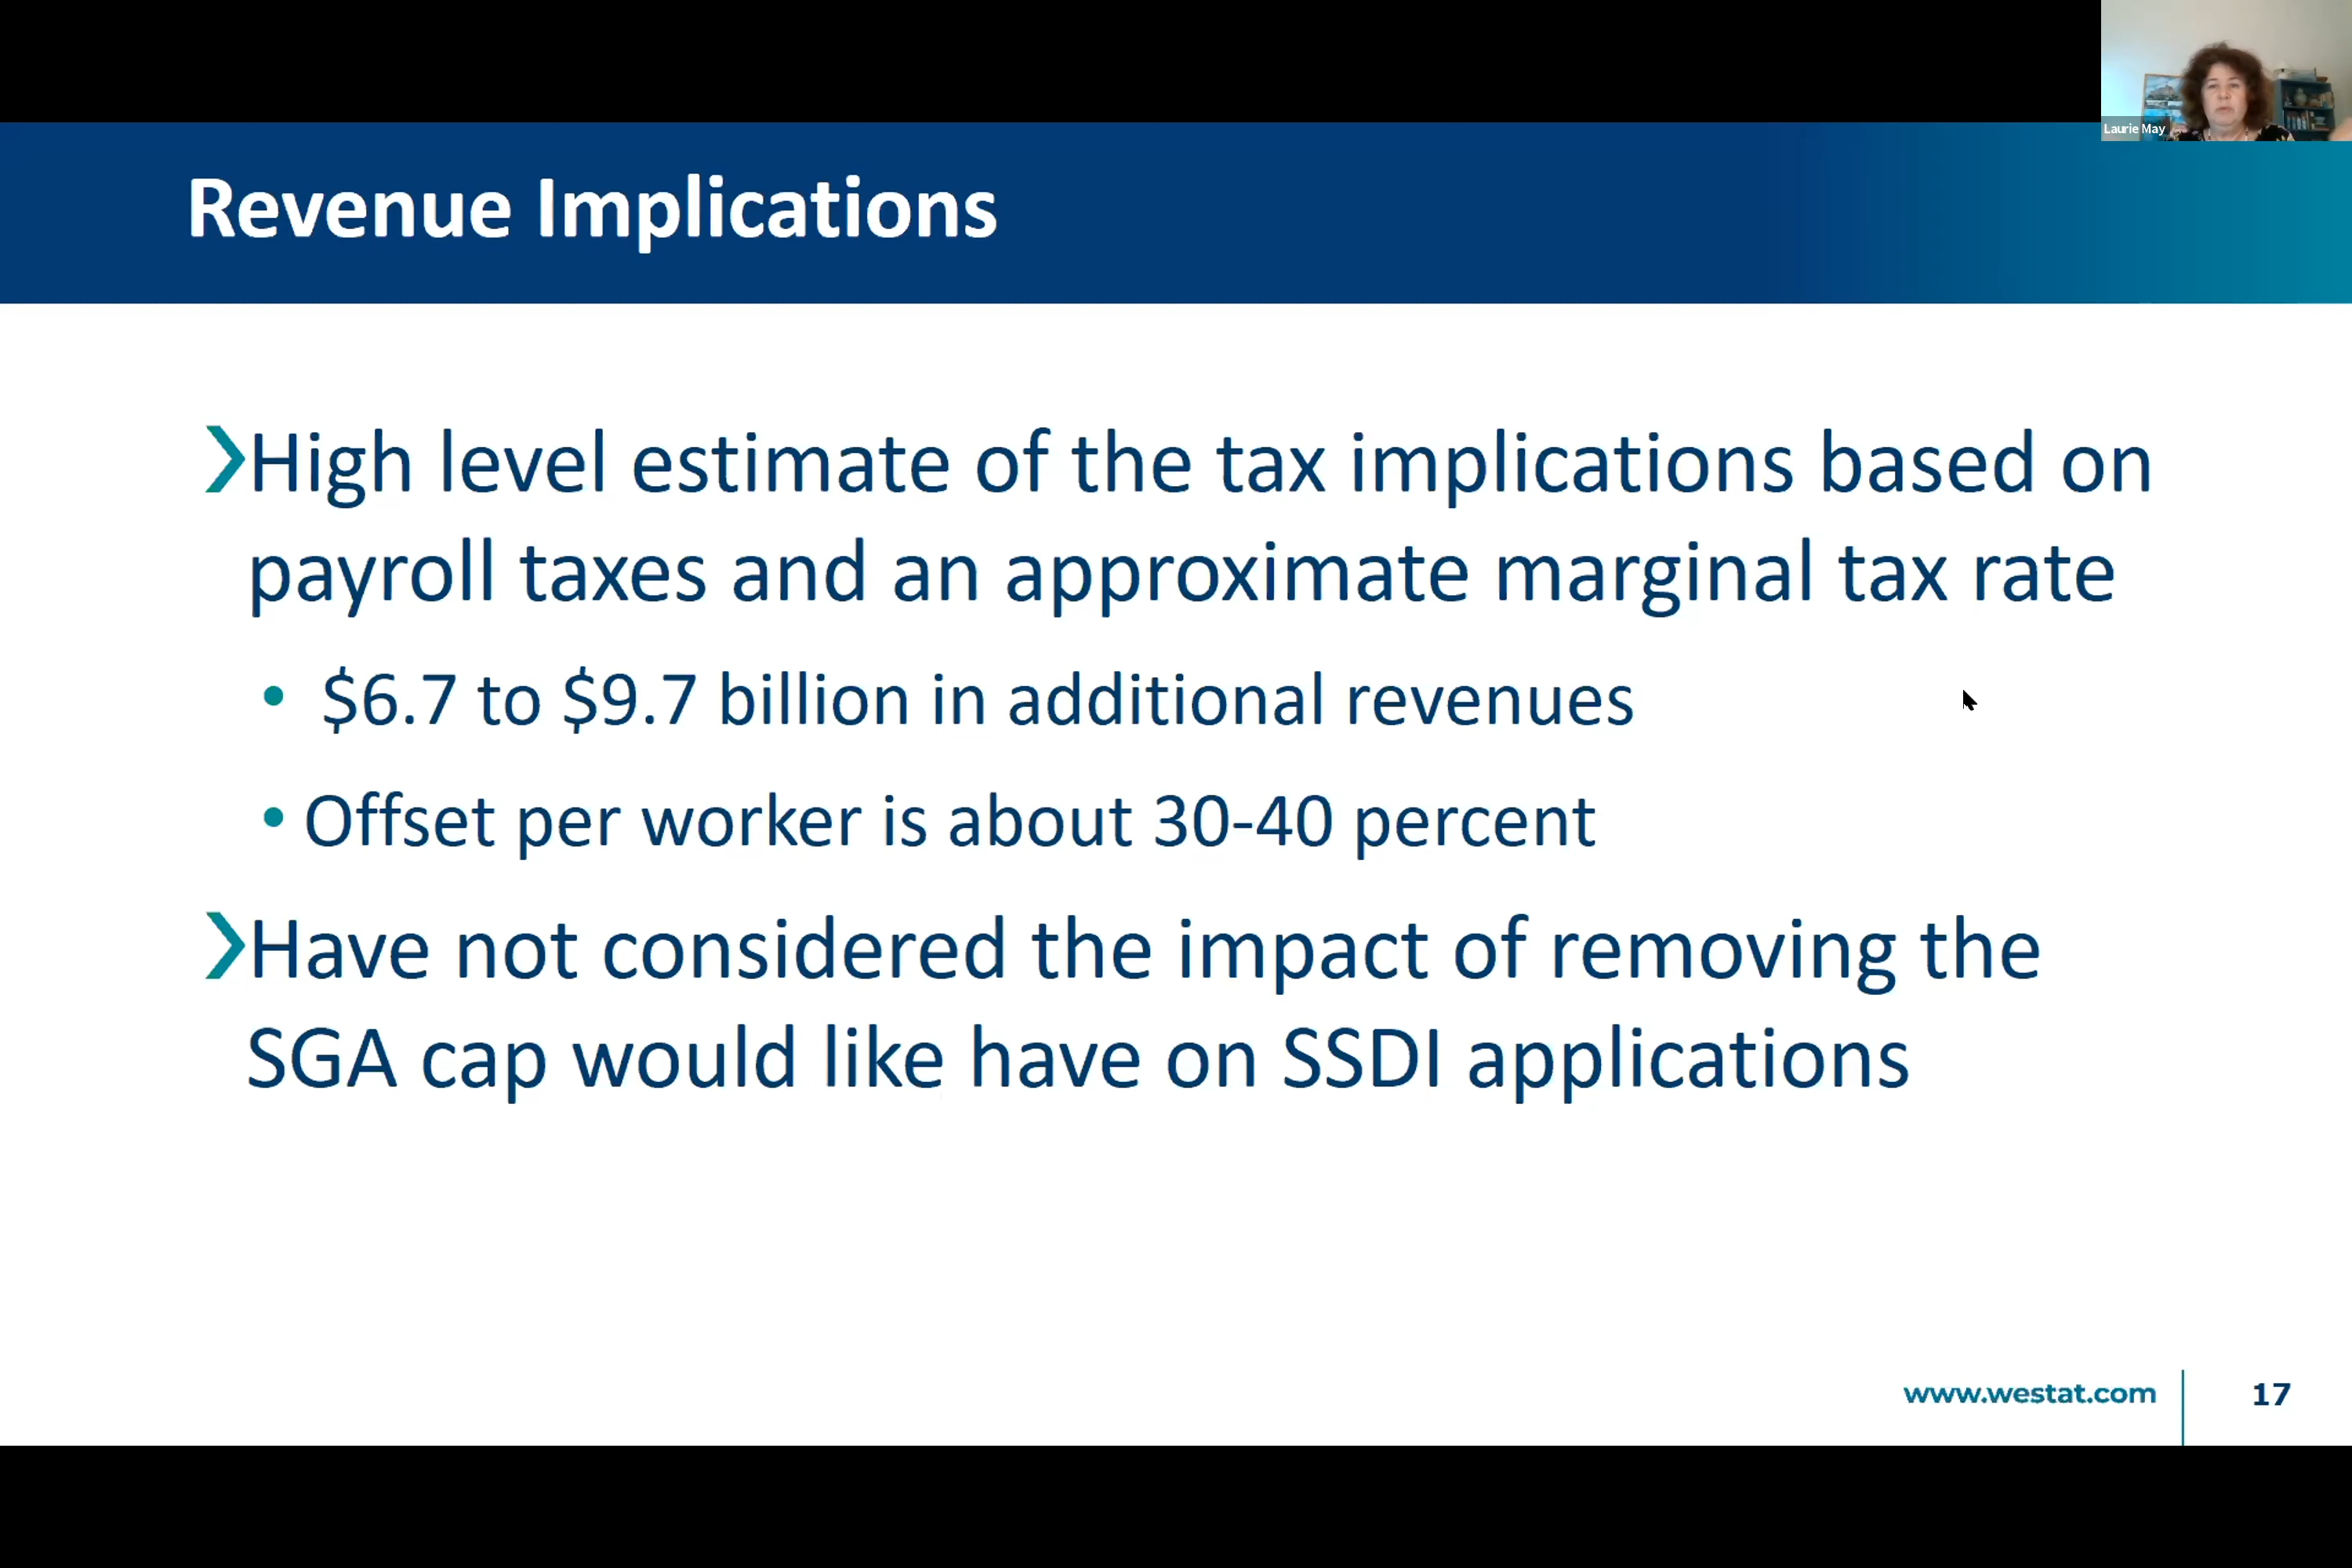 Laurie May
Revenue Implications
High level estimate of the tax implications based on
payroll taxes and an approximate marginal tax rate
• $6.7 to $9.7 billion in additional revenues
• Offset per worker is about 30-40 percent
Have not considered the impact of removing the
SGA cap would like have on SSDI applications
www.westat.com
17